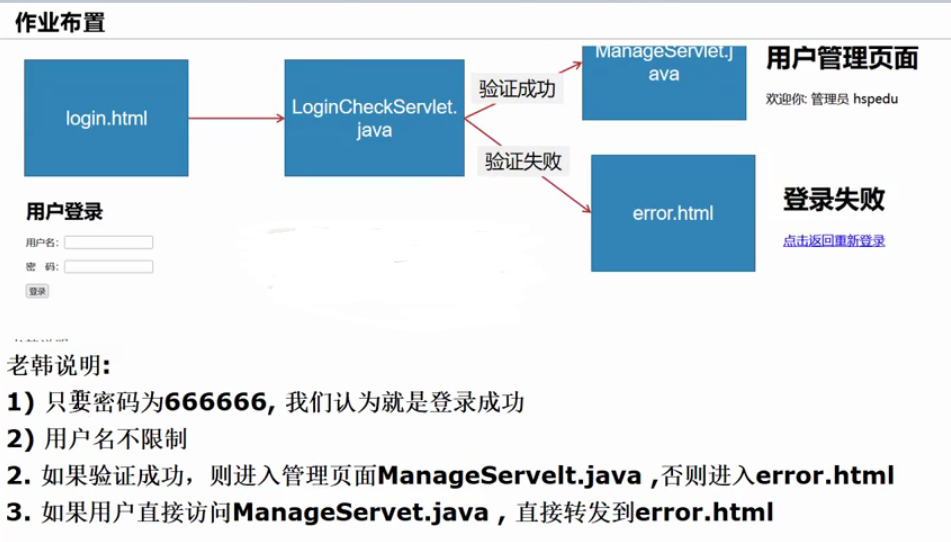 作业布置
login.html
LoginCheckServlet.
java
验证成功
验证失败
ManageServlet.j
ava
用户管理页面
欢迎你: 管理员 hspedu
error.html
登录失败
点击返回重新登录
用户登录
用户名:
密 码:
登录
老韩说明:
1) 只要密码为666666, 我们认为就是登录成功
2) 用户名不限制
2. 如果验证成功，则进入管理页面ManageServelt.java ,否则进入error.html
3. 如果用户直接访问ManageServet.java , 直接转发到error.html